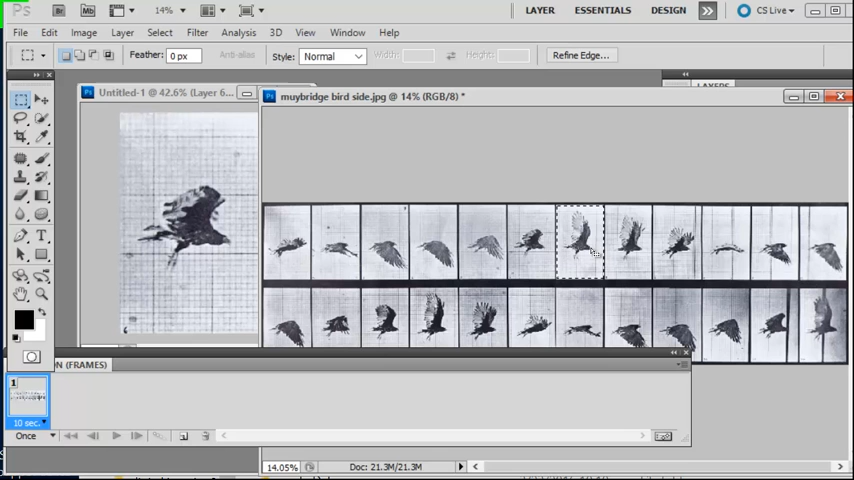 Ps Br Mb 14% LAYER ESSENTIALS DESIGN CS Live
File Edit Image Layer Select Filter Analysis 3D View Window Help
Feather: 0 px Anti-alias Style: Normal Width: Height: Refine Edge...
LAYERS
Ps Untitled-1 @ 42.6% (Layer 6...
Ps muybridge bird side.jpg @ 14% (RGB/8) *
T
N (FRAMES)
1
10 sec.
Once
14.05% Doc: 21.3M/21.3M